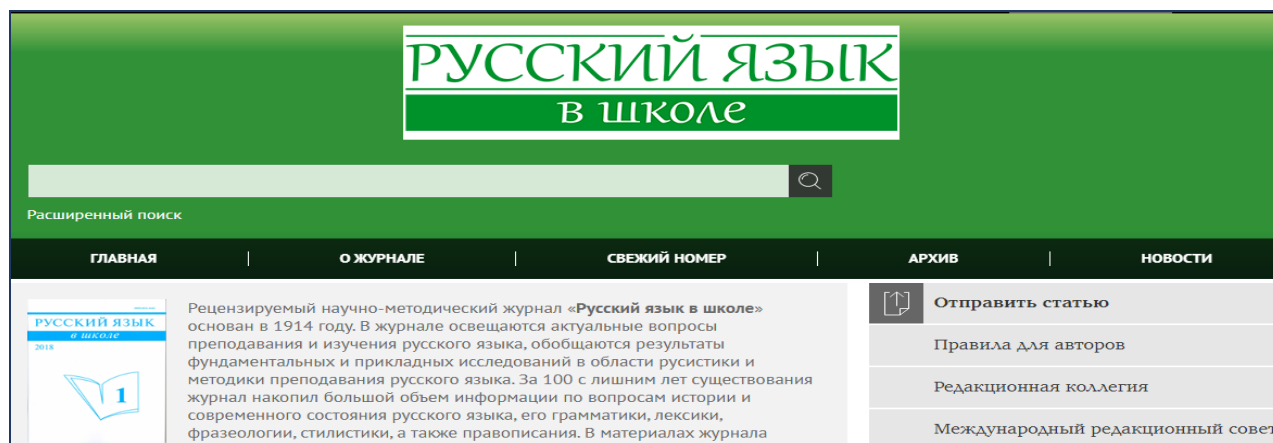 РУССКИЙ ЯЗЫК
в школе
Расширенный поиск
ГЛАВНАЯ
О ЖУРНАЛЕ
СВЕЖИЙ НОМЕР
АРХИВ
НОВОСТИ
РУССКИЙ ЯЗЫК
в школе
2018
1
Рецензируемый научно-методический журнал «Русский язык в школе»
основан в 1914 году. В журнале освещаются актуальные вопросы
преподавания и изучения русского языка, обобщаются результаты
фундаментальных и прикладных исследований в области русистики и
методики преподавания русского языка. За 100 с лишним лет существования
журнал накопил большой объем информации по вопросам истории и
современного состояния русского языка, его грамматики, лексики,
фразеологии, стилистики, а также правописания. В материалах журнала
Отправить статью
Правила для авторов
Редакционная коллегия
Международный редакционный совет